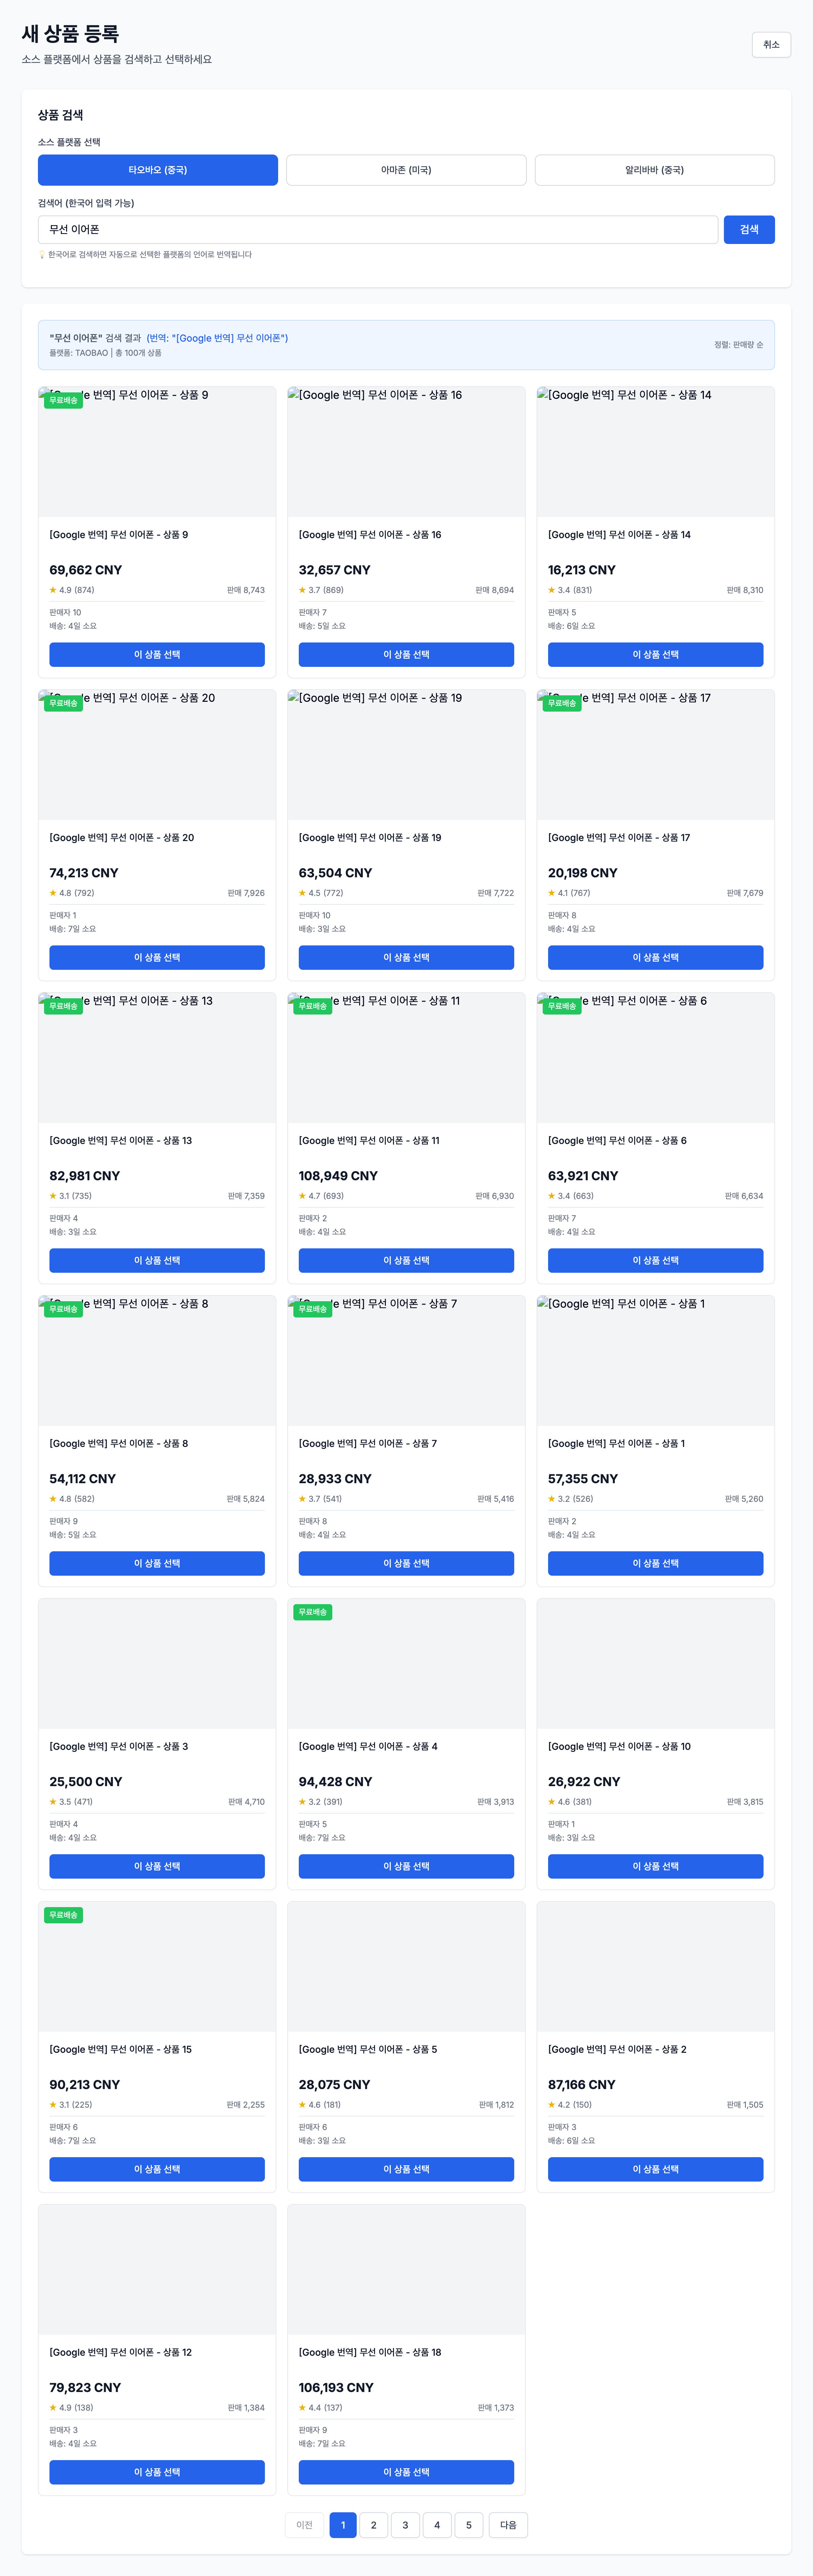 새 상품 등록
소스 플랫폼에서 상품을 검색하고 선택하세요
취소
상품 검색
소스 플랫폼 선택
타오바오 (중국)
아마존 (미국)
알리바바 (중국)
검색어 (한국어 입력 가능)
무선 이어폰
검색
💡 한국어로 검색하면 자동으로 선택한 플랫폼의 언어로 번역됩니다
"무선 이어폰" 검색 결과 (번역: "[Google 번역] 무선 이어폰")
플랫폼: TAOBAO | 총 100개 상품
정렬: 판매량 순
무료배송
e 번역] 무선 이어폰 - 상품 9
[Google 번역] 무선 이어폰 - 상품 9
69,662 CNY
★ 4.9 (874) 판매 8,743
판매자 10
배송: 4일 소요
이 상품 선택
[Google 번역] 무선 이어폰 - 상품 16
[Google 번역] 무선 이어폰 - 상품 16
32,657 CNY
★ 3.7 (869) 판매 8,694
판매자 7
배송: 5일 소요
이 상품 선택
[Google 번역] 무선 이어폰 - 상품 14
[Google 번역] 무선 이어폰 - 상품 14
16,213 CNY
★ 3.4 (831) 판매 8,310
판매자 5
배송: 6일 소요
이 상품 선택
무료배송
e 번역] 무선 이어폰 - 상품 20
[Google 번역] 무선 이어폰 - 상품 20
74,213 CNY
★ 4.8 (792) 판매 7,926
판매자 1
배송: 7일 소요
이 상품 선택
[Google 번역] 무선 이어폰 - 상품 19
[Google 번역] 무선 이어폰 - 상품 19
63,504 CNY
★ 4.5 (772) 판매 7,722
판매자 10
배송: 3일 소요
이 상품 선택
무료배송
e 번역] 무선 이어폰 - 상품 17
[Google 번역] 무선 이어폰 - 상품 17
20,198 CNY
★ 4.1 (767) 판매 7,679
판매자 8
배송: 4일 소요
이 상품 선택
무료배송
e 번역] 무선 이어폰 - 상품 13
[Google 번역] 무선 이어폰 - 상품 13
82,981 CNY
★ 3.1 (735) 판매 7,359
판매자 4
배송: 3일 소요
이 상품 선택
무료배송
e 번역] 무선 이어폰 - 상품 11
[Google 번역] 무선 이어폰 - 상품 11
108,949 CNY
★ 4.7 (693) 판매 6,930
판매자 2
배송: 4일 소요
이 상품 선택
무료배송
e 번역] 무선 이어폰 - 상품 6
[Google 번역] 무선 이어폰 - 상품 6
63,921 CNY
★ 3.4 (663) 판매 6,634
판매자 7
배송: 4일 소요
이 상품 선택
무료배송
e 번역] 무선 이어폰 - 상품 8
[Google 번역] 무선 이어폰 - 상품 8
54,112 CNY
★ 4.8 (582) 판매 5,824
판매자 9
배송: 5일 소요
이 상품 선택
무료배송
e 번역] 무선 이어폰 - 상품 7
[Google 번역] 무선 이어폰 - 상품 7
28,933 CNY
★ 3.7 (541) 판매 5,416
판매자 8
배송: 4일 소요
이 상품 선택
[Google 번역] 무선 이어폰 - 상품 1
[Google 번역] 무선 이어폰 - 상품 1
57,355 CNY
★ 3.2 (526) 판매 5,260
판매자 2
배송: 4일 소요
이 상품 선택
[Google 번역] 무선 이어폰 - 상품 3
25,500 CNY
★ 3.5 (471) 판매 4,710
판매자 4
배송: 4일 소요
이 상품 선택
무료배송
[Google 번역] 무선 이어폰 - 상품 4
94,428 CNY
★ 3.2 (391) 판매 3,913
판매자 5
배송: 7일 소요
이 상품 선택
[Google 번역] 무선 이어폰 - 상품 10
26,922 CNY
★ 4.6 (381) 판매 3,815
판매자 1
배송: 3일 소요
이 상품 선택
무료배송
[Google 번역] 무선 이어폰 - 상품 15
90,213 CNY
★ 3.1 (225) 판매 2,255
판매자 6
배송: 7일 소요
이 상품 선택
[Google 번역] 무선 이어폰 - 상품 5
28,075 CNY
★ 4.6 (181) 판매 1,812
판매자 6
배송: 3일 소요
이 상품 선택
[Google 번역] 무선 이어폰 - 상품 2
87,166 CNY
★ 4.2 (150) 판매 1,505
판매자 3
배송: 6일 소요
이 상품 선택
[Google 번역] 무선 이어폰 - 상품 12
79,823 CNY
★ 4.9 (138) 판매 1,384
판매자 3
배송: 4일 소요
이 상품 선택
[Google 번역] 무선 이어폰 - 상품 18
106,193 CNY
★ 4.4 (137) 판매 1,373
판매자 9
배송: 7일 소요
이 상품 선택
이전 1 2 3 4 5 다음